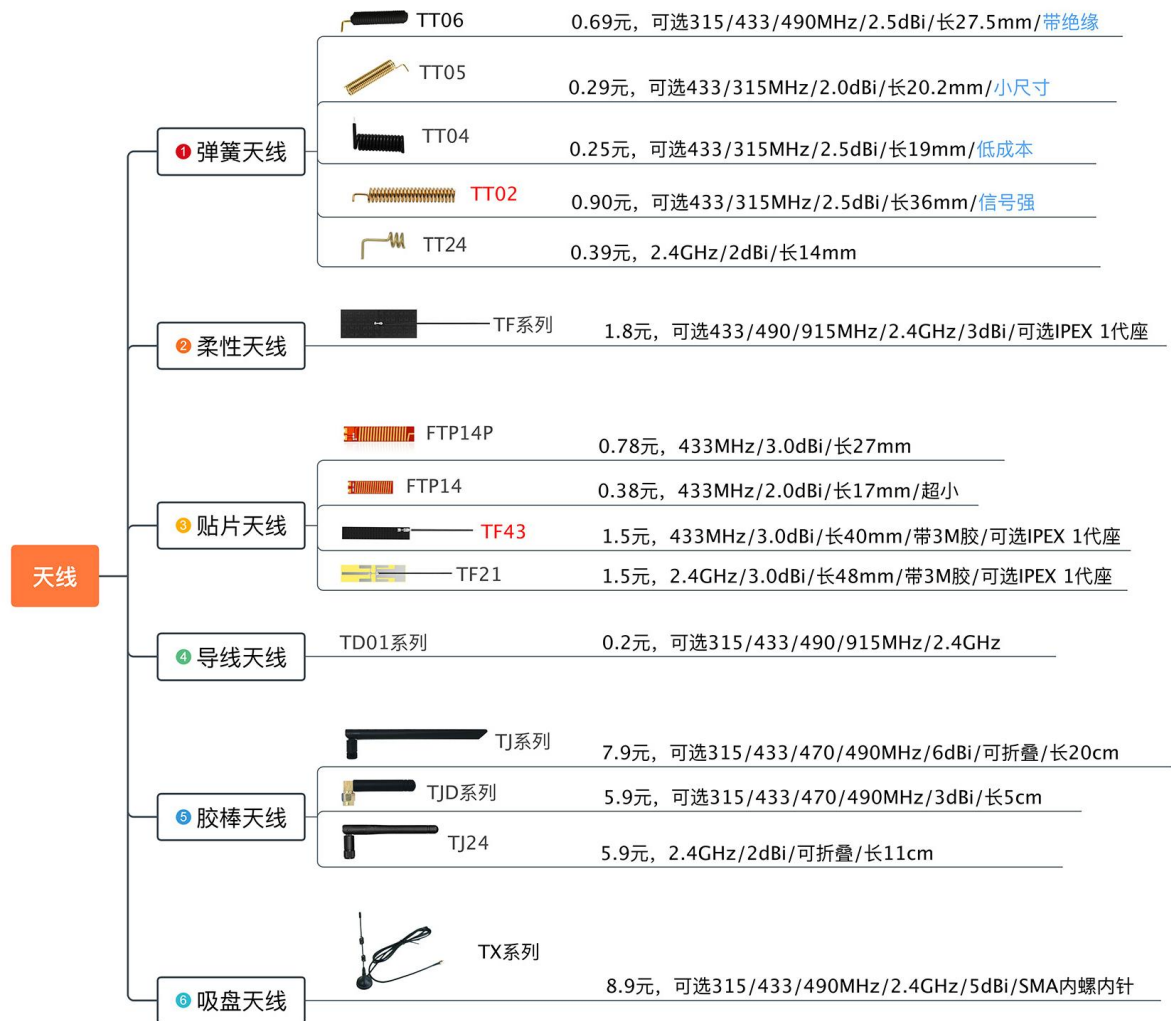 天线
1 弹簧天线
TT06 0.69元，可选315/433/490MHz/2.5dBi/长27.5mm/带绝缘
TT05 0.29元，可选433/315MHz/2.0dBi/长20.2mm/小尺寸
TT04 0.25元，可选433/315MHz/2.5dBi/长19mm/低成本
TT02 0.90元，可选433/315MHz/2.5dBi/长36mm/信号强
TT24 0.39元，2.4GHz/2dBi/长14mm
2 柔性天线
TF系列 1.8元，可选433/490/915MHz/2.4GHz/3dBi/可选IPEX 1代座
3 贴片天线
FTP14P 0.78元，433MHz/3.0dBi/长27mm
FTP14 0.38元，433MHz/2.0dBi/长17mm/超小
TF43 1.5元，433MHz/3.0dBi/长40mm/带3M胶/可选IPEX 1代座
TF21 1.5元，2.4GHz/3.0dBi/长48mm/带3M胶/可选IPEX 1代座
4 导线天线
TD01系列 0.2元，可选315/433/490/915MHz/2.4GHz
5 胶棒天线
TJ系列 7.9元，可选315/433/470/490MHz/6dBi/可折叠/长20cm
TJD系列 5.9元，可选315/433/470/490MHz/3dBi/长5cm
TJ24 5.9元，2.4GHz/2dBi/可折叠/长11cm
6 吸盘天线
TX系列 8.9元，可选315/433/490MHz/2.4GHz/5dBi/SMA内螺内针